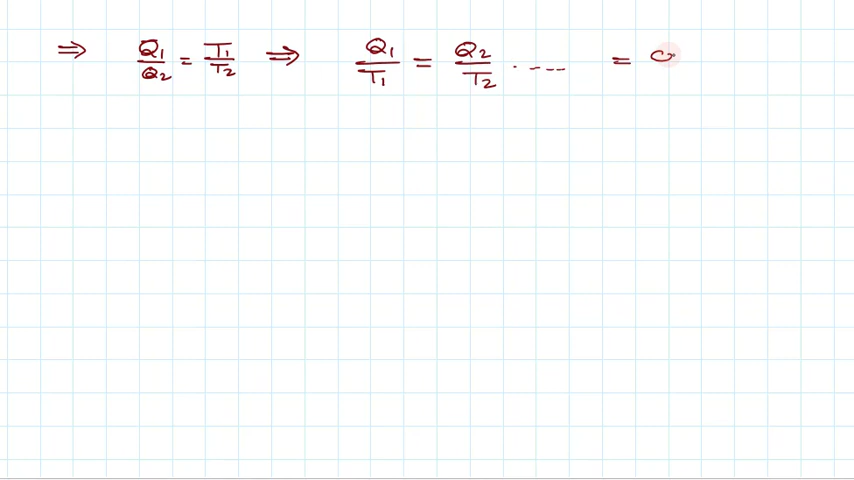 ⇒ Q₁/Q₂ = T₁/T₂ ⇒ Q₁/T₁ = Q₂/T₂ ..... =